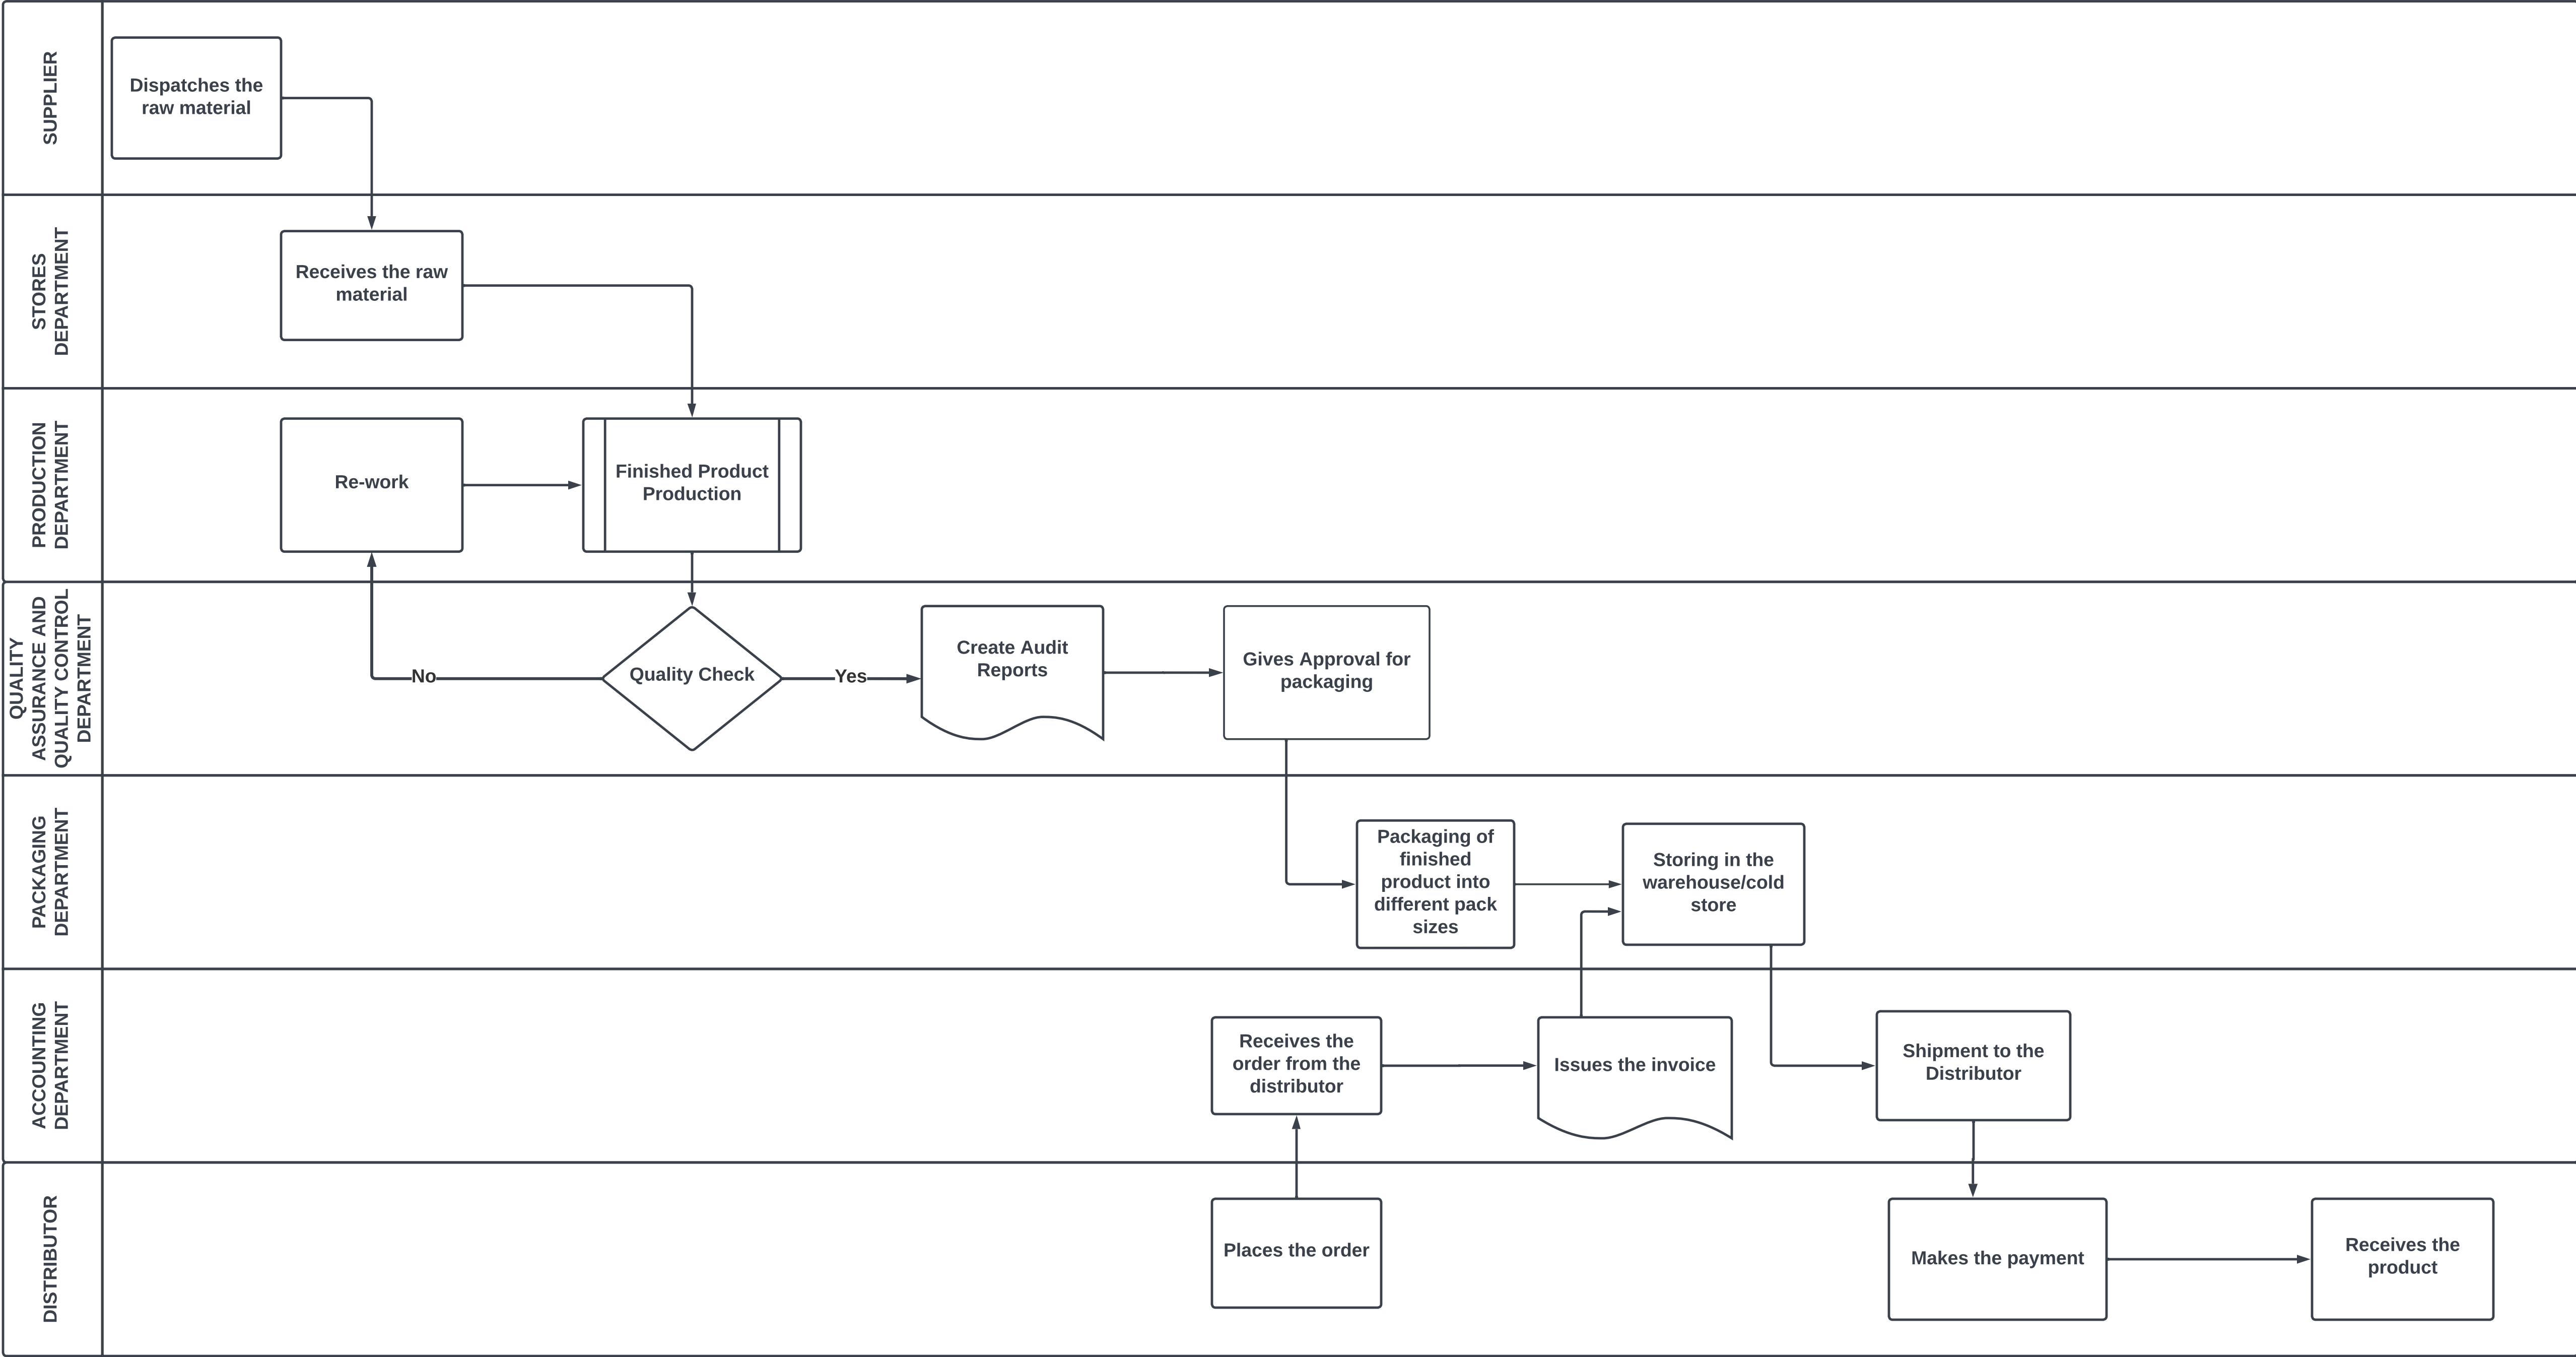 SUPPLIER
Dispatches the
raw material
STORES
DEPARTMENT
Receives the raw
material
PRODUCTION
DEPARTMENT
Re-work
Finished Product
Production
QUALITY
ASSURANCE AND
QUALITY CONTROL
DEPARTMENT
No
Quality Check
Yes
Create Audit
Reports
Gives Approval for
packaging
PACKAGING
DEPARTMENT
Packaging of
finished
product into
different pack
sizes
Storing in the
warehouse/cold
store
ACCOUNTING
DEPARTMENT
Receives the
order from the
distributor
Issues the invoice
Shipment to the
Distributor
DISTRIBUTOR
Places the order
Makes the payment
Receives the
product